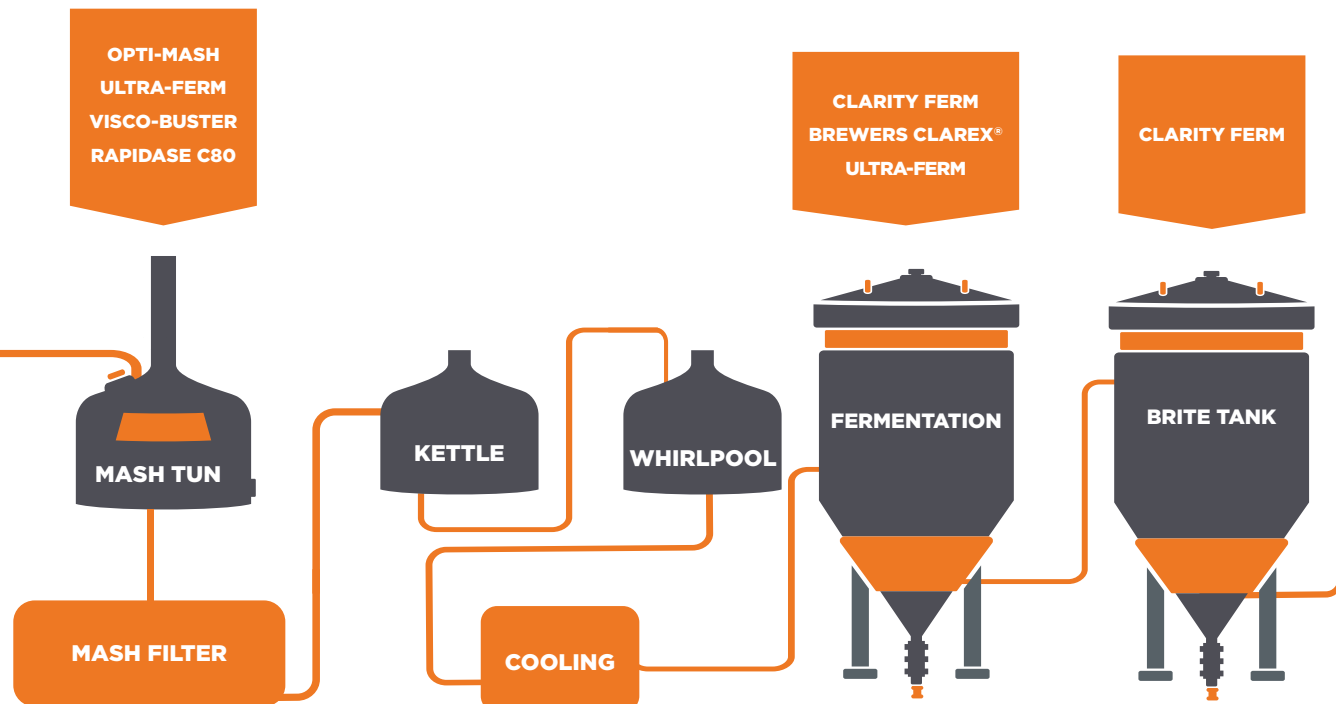 OPTI-MASH
ULTRA-FERM
VISCO-BUSTER
RAPIDASE C80
CLARITY FERM
BREWERS CLAREX®
ULTRA-FERM
CLARITY FERM
MASH TUN
KETTLE
WHIRLPOOL
FERMENTATION
BRITE TANK
MASH FILTER
COOLING